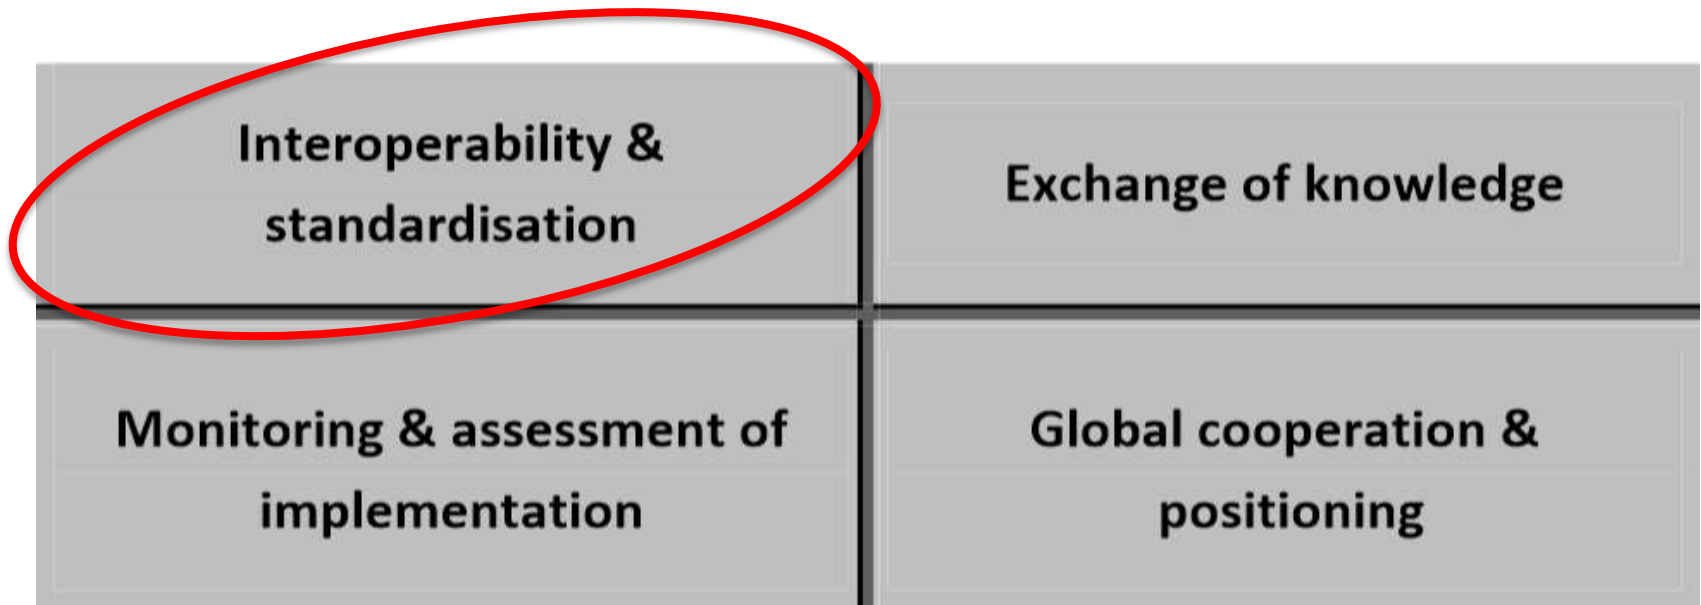 Interoperability &
standardisation
Exchange of knowledge
Monitoring & assessment of
implementation
Global cooperation &
positioning